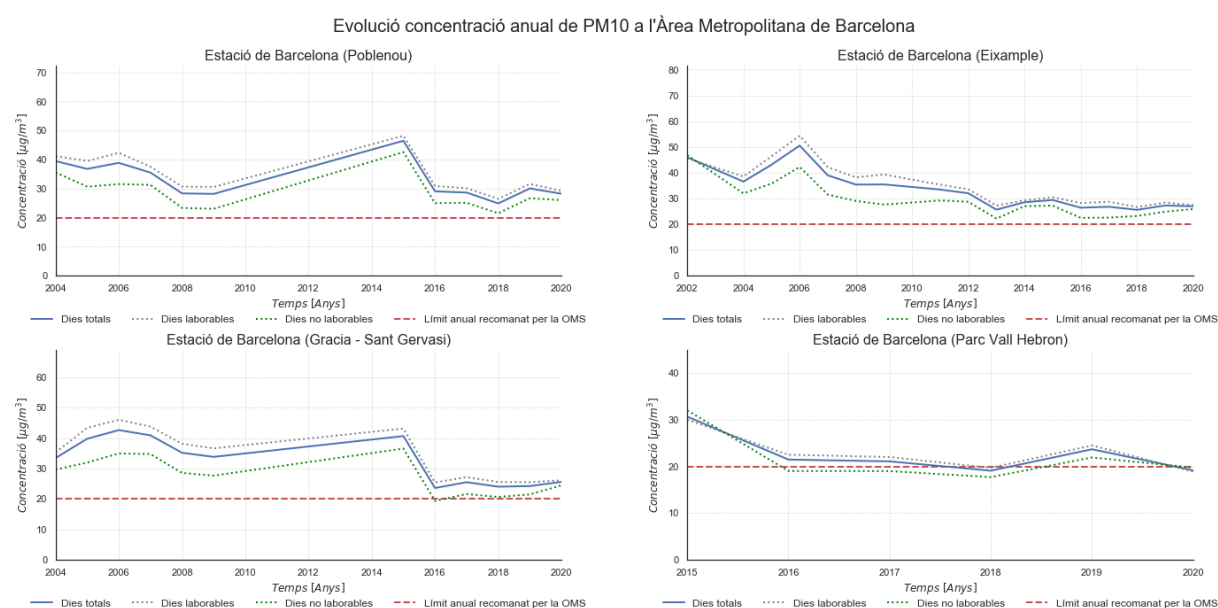 Evolució concentració anual de PM10 a l'Àrea Metropolitana de Barcelona
Estació de Barcelona (Poblenou)
Concentració [μg/m³]
70
60
50
40
30
20
10
0
2004 2006 2008 2010 2012 2014 2016 2018 2020
Temps [Anys]
Dies totals Dies laborables Dies no laborables Límit anual recomanat per la OMS
Estació de Barcelona (Eixample)
Concentració [μg/m³]
80
70
60
50
40
30
20
10
0
2002 2004 2006 2008 2010 2012 2014 2016 2018 2020
Temps [Anys]
Dies totals Dies laborables Dies no laborables Límit anual recomanat per la OMS
Estació de Barcelona (Gracia - Sant Gervasi)
Concentració [μg/m³]
60
50
40
30
20
10
0
2004 2006 2008 2010 2012 2014 2016 2018 2020
Temps [Anys]
Dies totals Dies laborables Dies no laborables Límit anual recomanat per la OMS
Estació de Barcelona (Parc Vall Hebron)
Concentració [μg/m³]
40
30
20
10
0
2015 2016 2017 2018 2019 2020
Temps [Anys]
Dies totals Dies laborables Dies no laborables Límit anual recomanat per la OMS